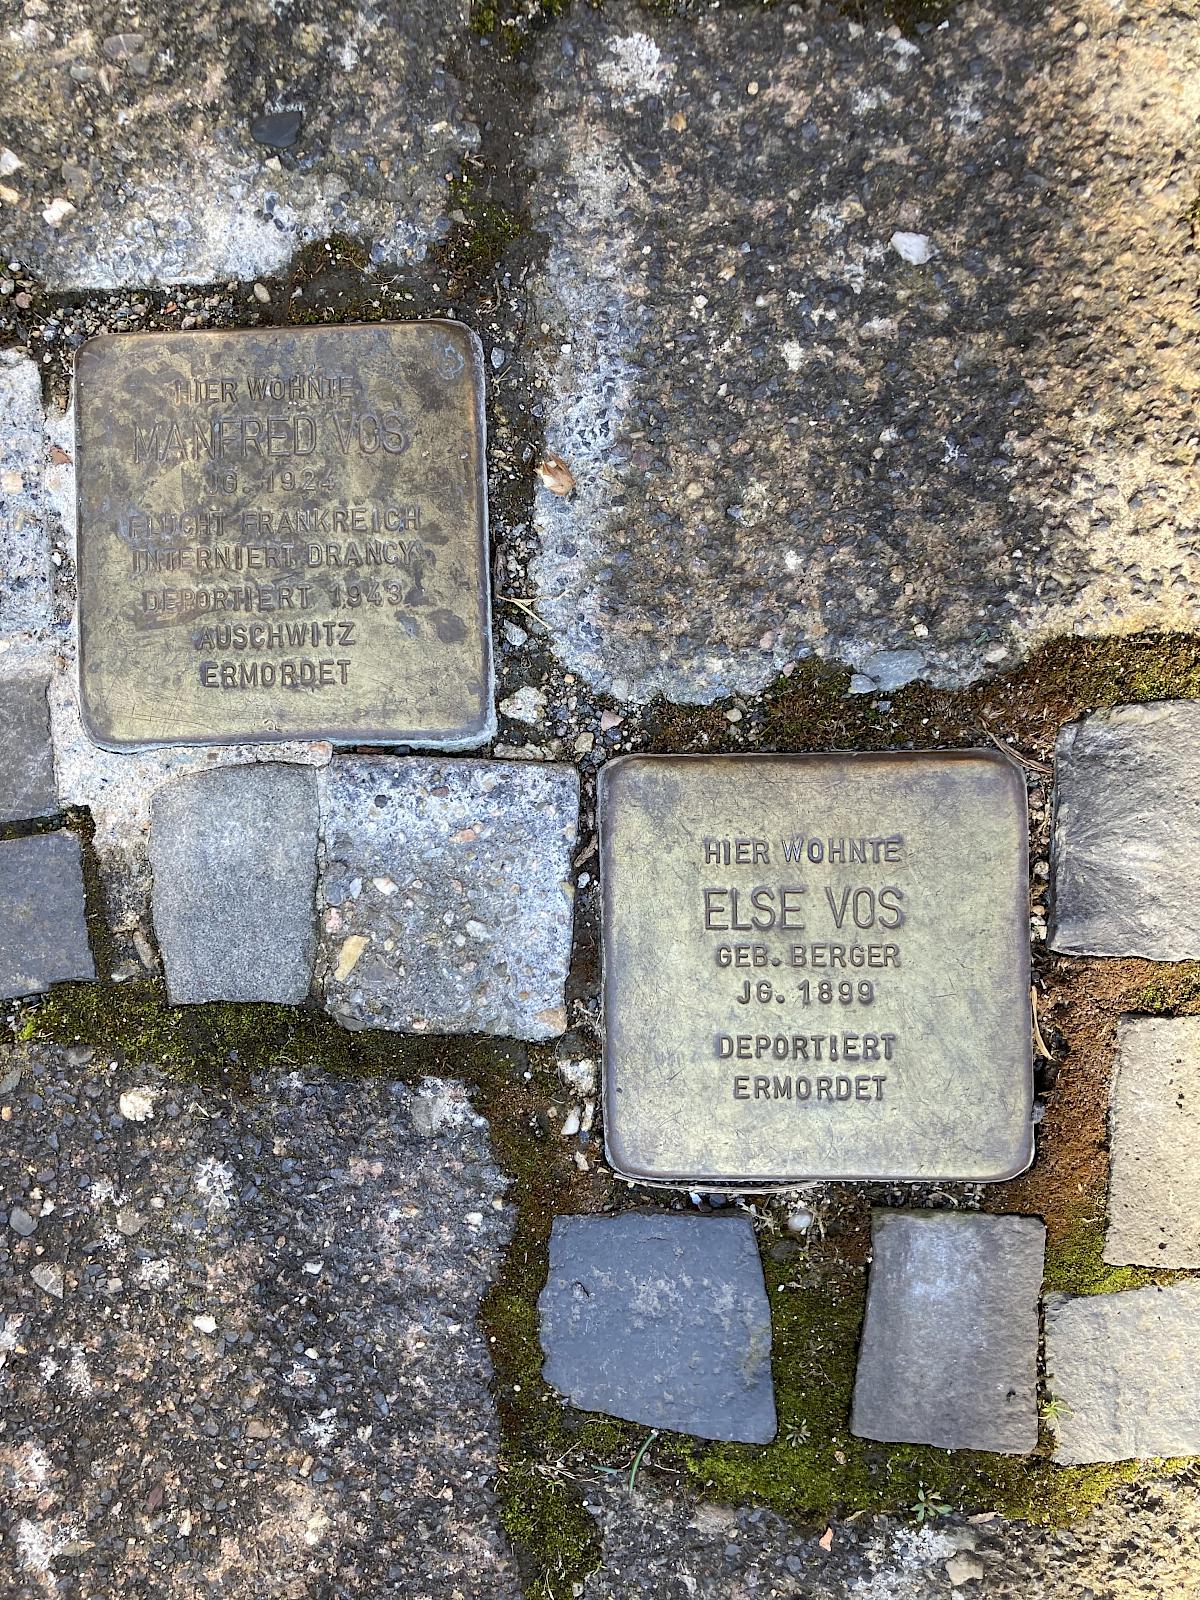 HIER WOHNTE
MANFRED VOS
JG. 1924
FLUCHT FRANKREICH
INTERNIERT DRANCY
DEPORTIERT 1943
AUSCHWITZ
ERMORDET
HIER WOHNTE
ELSE VOS
GEB. BERGER
JG. 1899
DEPORTIERT
ERMORDET